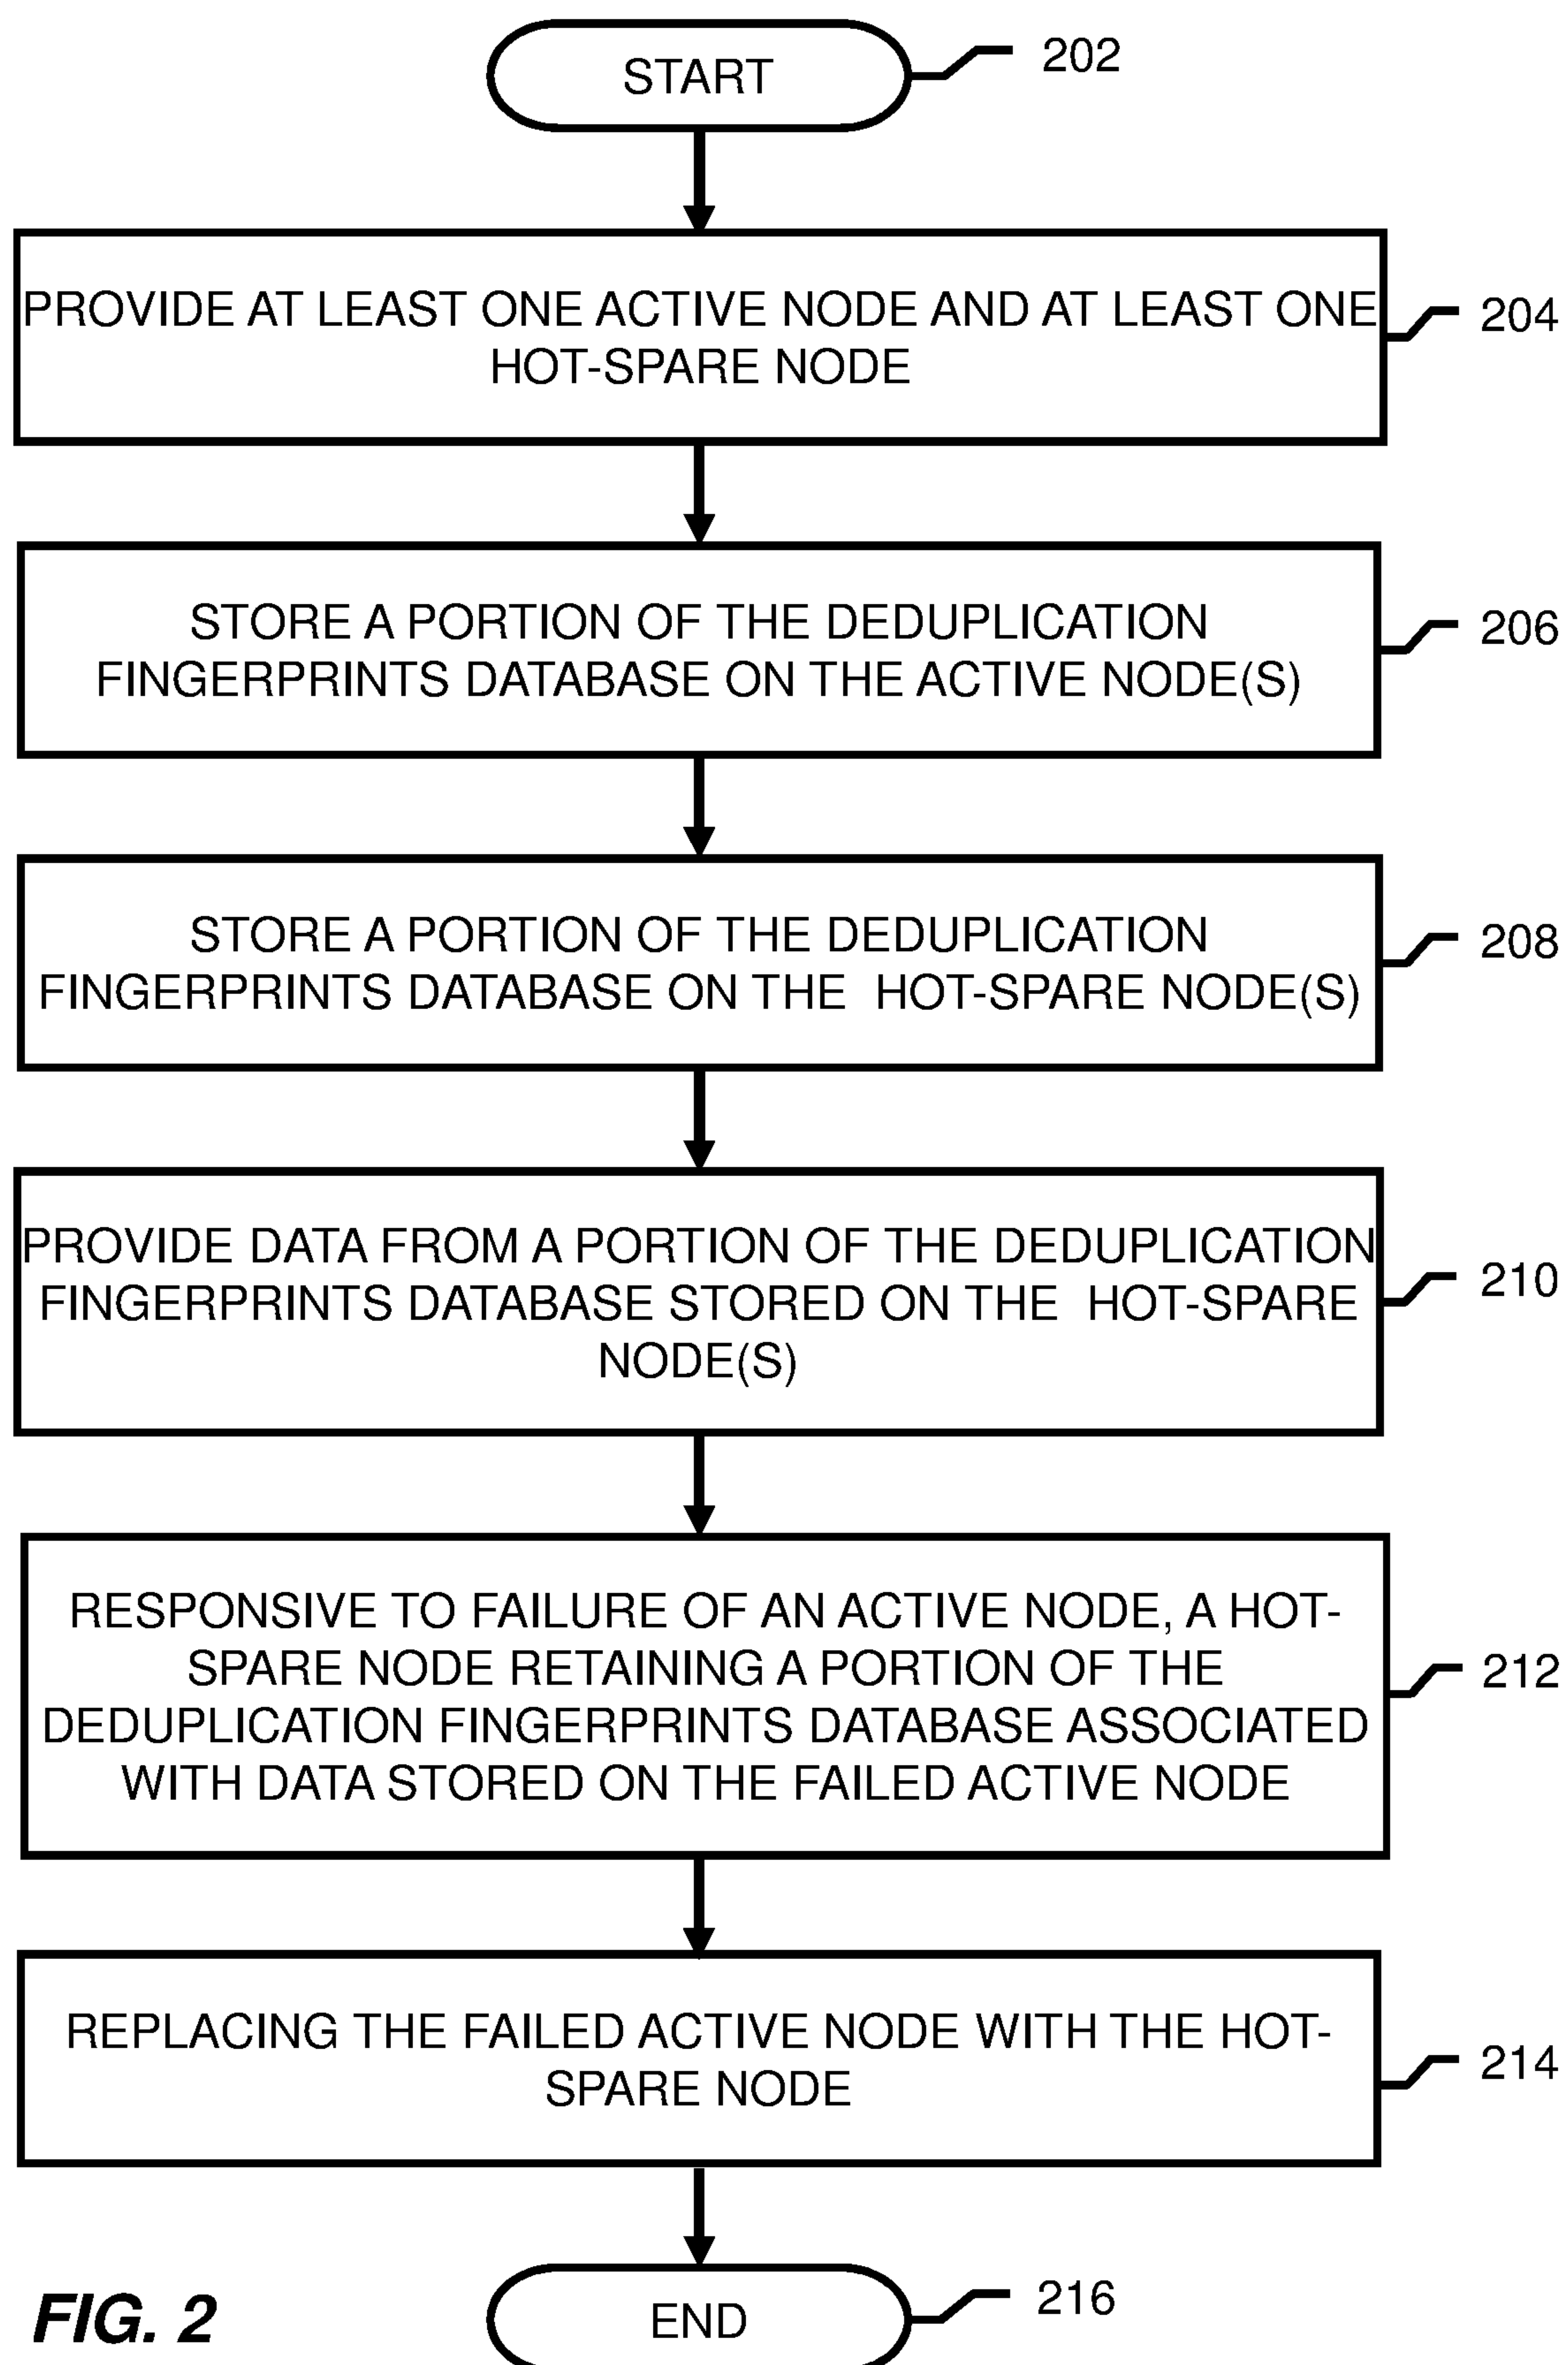 START
202
PROVIDE AT LEAST ONE ACTIVE NODE AND AT LEAST ONE
HOT-SPARE NODE
204
STORE A PORTION OF THE DEDUPLICATION
FINGERPRINTS DATABASE ON THE ACTIVE NODE(S)
206
STORE A PORTION OF THE DEDUPLICATION
FINGERPRINTS DATABASE ON THE HOT-SPARE NODE(S)
208
PROVIDE DATA FROM A PORTION OF THE DEDUPLICATION
FINGERPRINTS DATABASE STORED ON THE HOT-SPARE
NODE(S)
210
RESPONSIVE TO FAILURE OF AN ACTIVE NODE, A HOT-
SPARE NODE RETAINING A PORTION OF THE
DEDUPLICATION FINGERPRINTS DATABASE ASSOCIATED
WITH DATA STORED ON THE FAILED ACTIVE NODE
212
REPLACING THE FAILED ACTIVE NODE WITH THE HOT-
SPARE NODE
214
END
216
FIG. 2